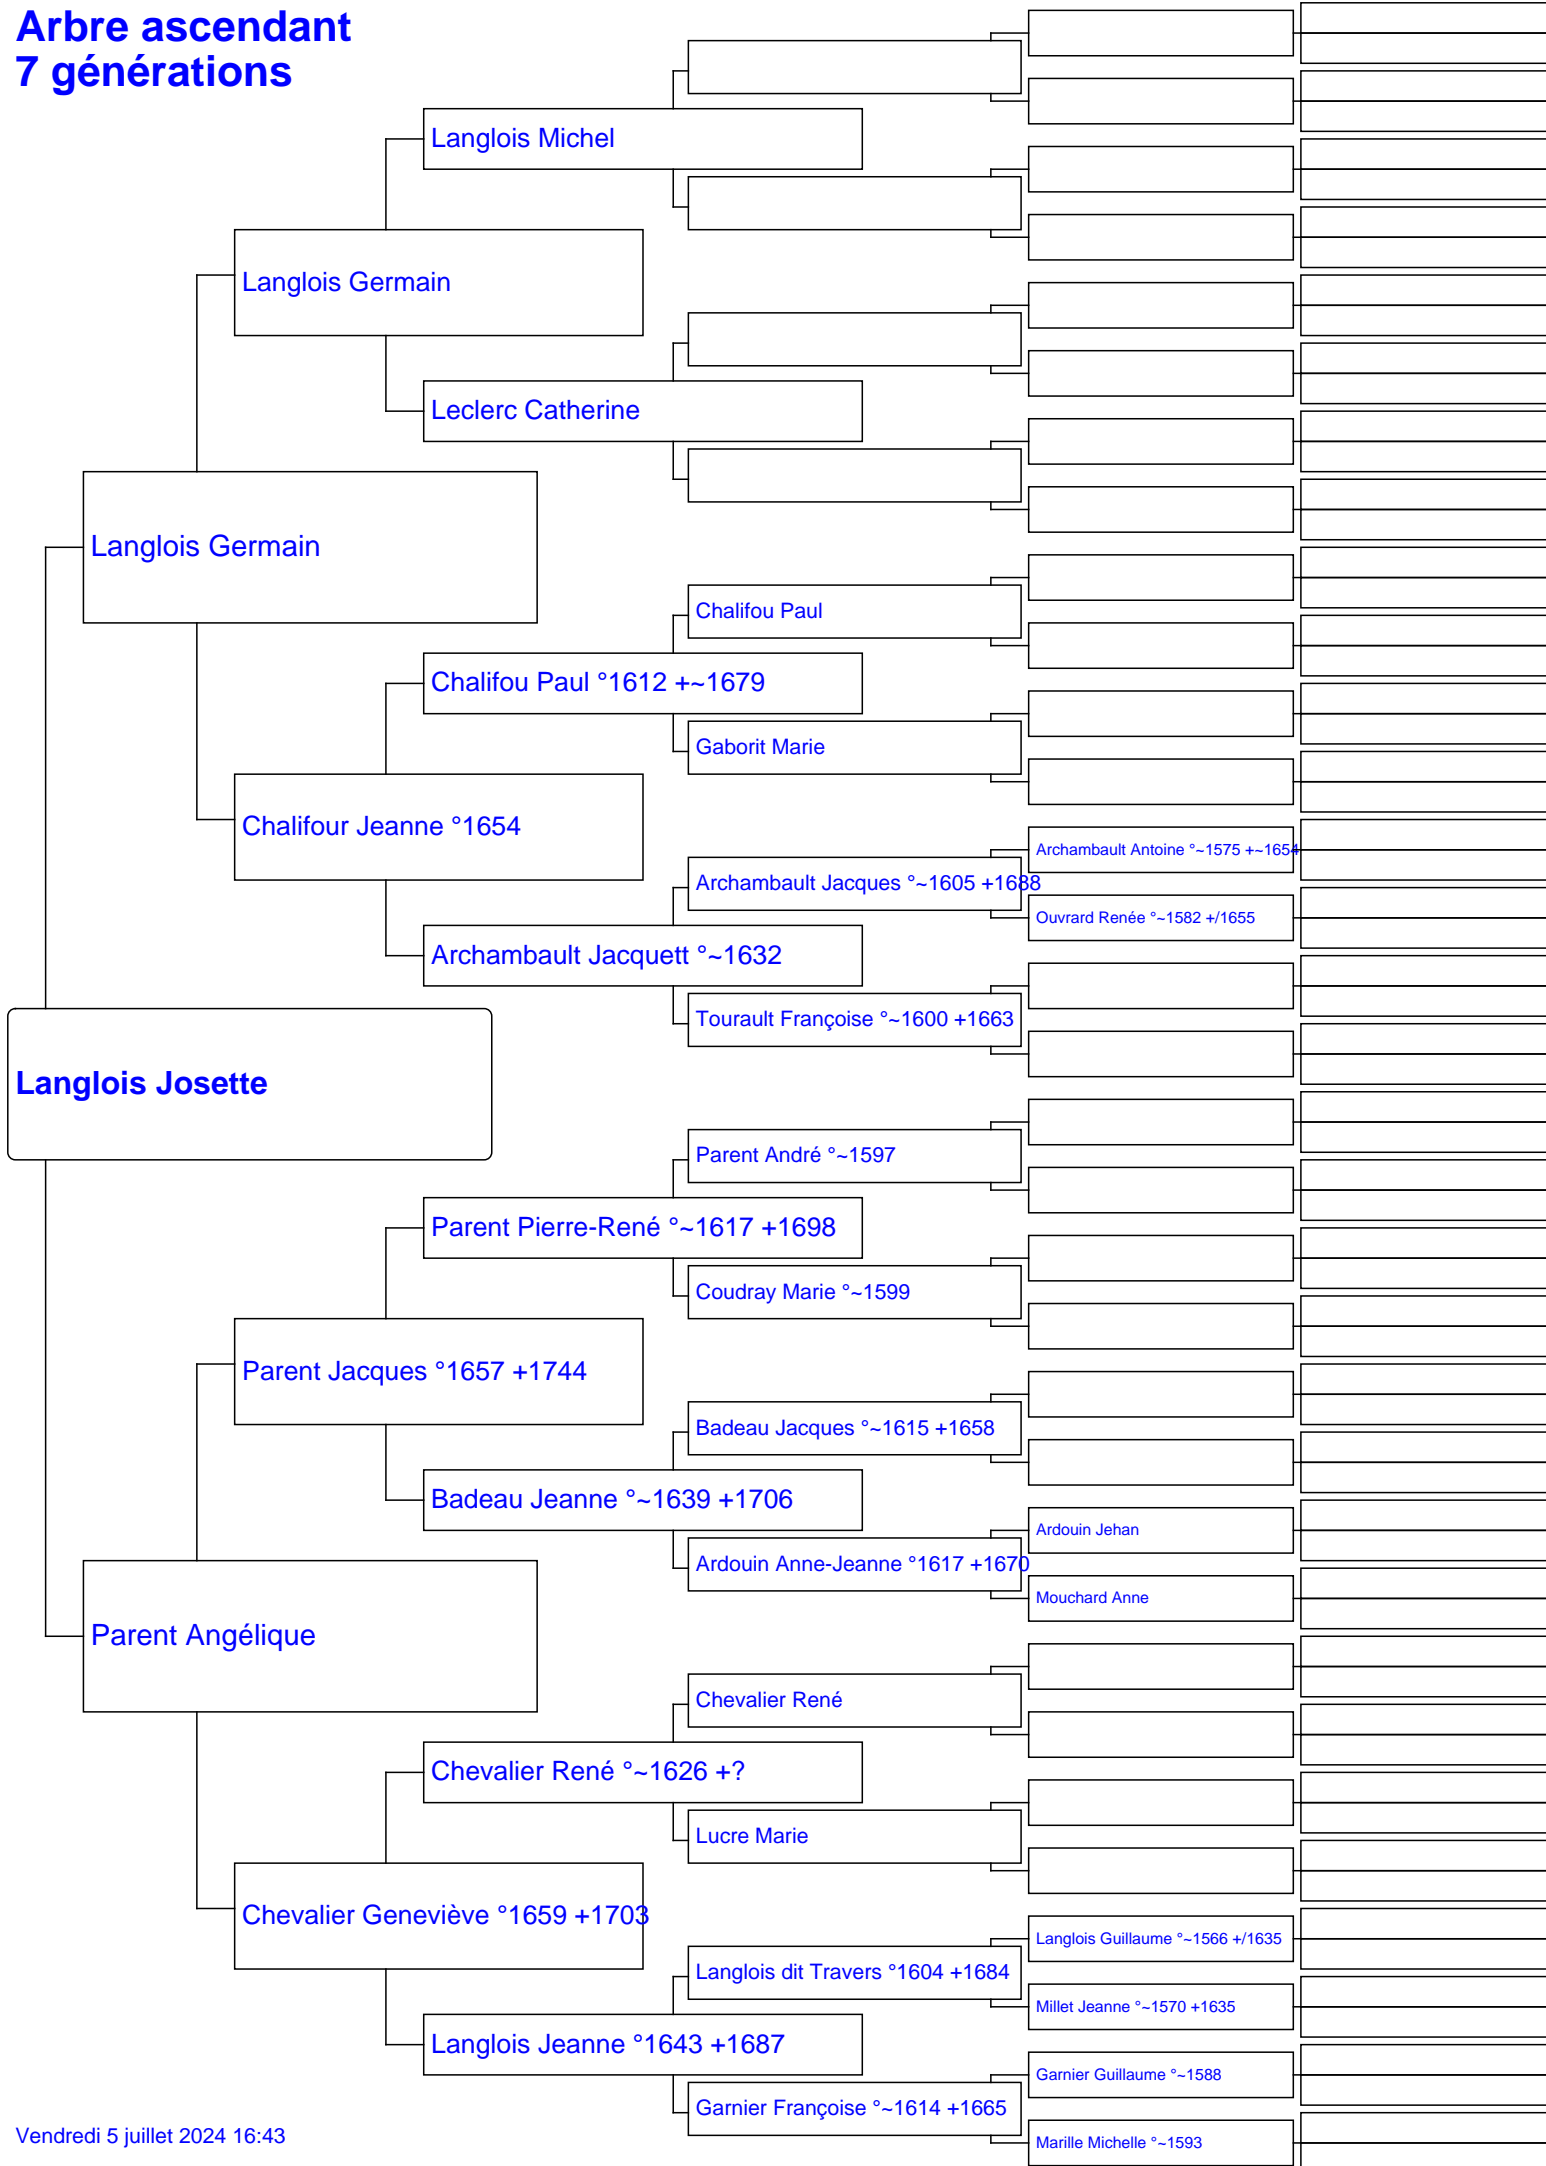 Arbre ascendant
7 générations
Langlois Michel
Langlois Germain
Leclerc Catherine
Langlois Germain
Chalifou Paul
Chalifou Paul °1612 +~1679
Gaborit Marie
Chalifour Jeanne °1654
Archambault Antoine °~1575 +~1654
Archambault Jacques °~1605 +1688
Ouvrard Renée °~1582 +/1655
Archambault Jacquett °~1632
Tourault Françoise °~1600 +1663
Langlois Josette
Parent André °~1597
Parent Pierre-René °~1617 +1698
Coudray Marie °~1599
Parent Jacques °1657 +1744
Badeau Jacques °~1615 +1658
Badeau Jeanne °~1639 +1706
Ardouin Jehan
Ardouin Anne-Jeanne °1617 +1670
Mouchard Anne
Parent Angélique
Chevalier René
Chevalier René °~1626 +?
Lucre Marie
Chevalier Geneviève °1659 +1703
Langlois Guillaume °~1566 +/1635
Langlois dit Travers °1604 +1684
Millet Jeanne °~1570 +1635
Langlois Jeanne °1643 +1687
Garnier Guillaume °~1588
Garnier Françoise °~1614 +1665
Marille Michelle °~1593
Vendredi 5 juillet 2024 16:43